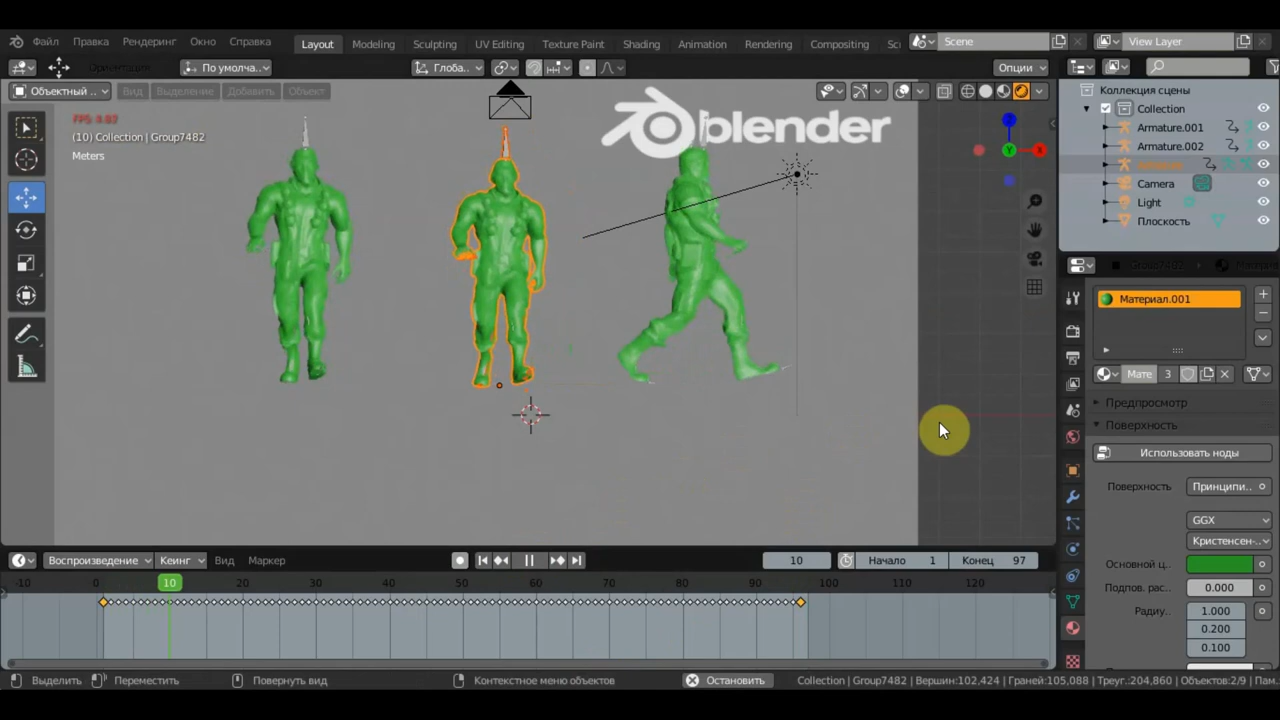 Файл Правка Рендеринг Окно Справка Layout Modeling Sculpting UV Editing Texture Paint Shading Animation Rendering Compositing Sc Scene View Layer
Ориентация По умолча.. Глоба.. Опции
Объектный .. Вид Выделение Добавить Объект
(10) Collection | Group7482
Meters
blender
Z
Y
X
Коллекция сцены
Collection
Armature.001
Armature.002
Camera
Light
Плоскость
Материал.001
Мате 3
Предпросмотр
Поверхность
Использовать ноды
Поверхность Принципи..
GGX
Кристенсен..
Основной ц..
Подпов. рас.. 0.000
Радиу.. 1.000
0.200
0.100
Воспроизведение Кеинг Вид Маркер 10 Начало 1 Конец 97
-10 0 10 20 30 40 50 60 70 80 90 100 110 120
Выделить Переместить Повернуть вид Контекстное меню объектов Остановить Collection | Group7482 | Вершин:102,424 | Граней:105,088 | Треуг.:204,860 | Объектов:2/9 | Пам.: